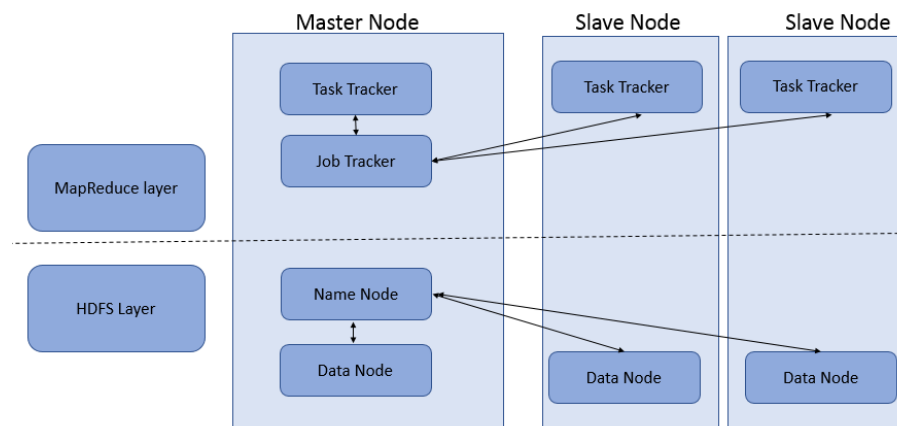 Master Node
Slave Node
Slave Node
Task Tracker
Task Tracker
Task Tracker
Job Tracker
MapReduce layer
HDFS Layer
Name Node
Data Node
Data Node
Data Node